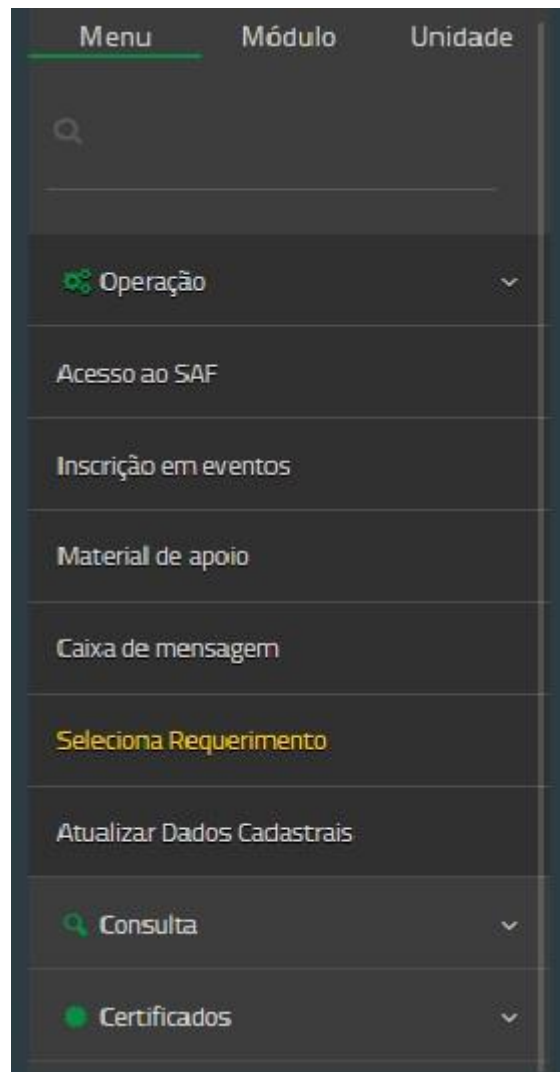 Menu Módulo Unidade
Operação
Acesso ao SAF
Inscrição em eventos
Material de apoio
Caixa de mensagem
Seleciona Requerimento
Atualizar Dados Cadastrais
Consulta
Certificados